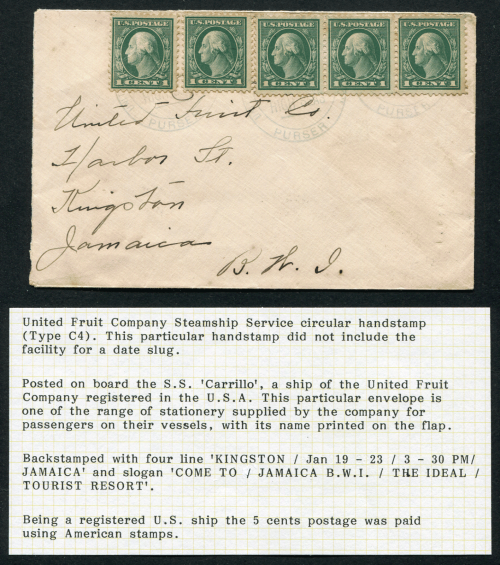 U.S. POSTAGE U.S. POSTAGE U.S. POSTAGE U.S. POSTAGE U.S. POSTAGE
1 CENT 1 1 CENT 1 1 CENT 1 1 CENT 1 1 CENT 1
PURSER PURSER PURSER
United Fruit Co.
Harbor St.
Kingston
Jamaica
B. W. I.
United Fruit Company Steamship Service circular handstamp
(Type C4). This particular handstamp did not include the
facility for a date slug.
Posted on board the S.S. 'Carrillo', a ship of the United Fruit
Company registered in the U.S.A. This particular envelope is
one of the range of stationery supplied by the company for
passengers on their vessels, with its name printed on the flap.
Backstamped with four line 'KINGSTON / Jan 19 - 23 / 3 - 30 PM/
JAMAICA' and slogan 'COME TO / JAMAICA B.W.I. / THE IDEAL /
TOURIST RESORT'.
Being a registered U.S. ship the 5 cents postage was paid
using American stamps.